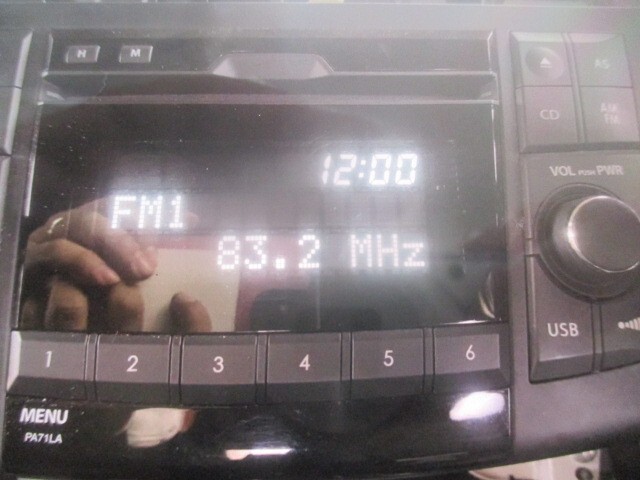 H M
AS
CD
AM
FM
12:00
VOL PUSH PWR
FM1
83.2 MHz
USB
1 2 3 4 5 6
MENU
PA71LA